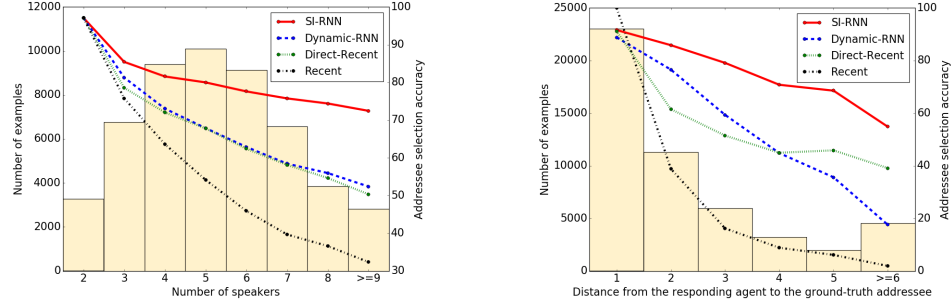 12000
10000
8000
6000
4000
2000
0
Number of examples
2 3 4 5 6 7 8 >=9
Number of speakers
100
90
80
70
60
50
40
30
Addressee selection accuracy
SI-RNN
Dynamic-RNN
Direct-Recent
Recent
25000
20000
15000
10000
5000
0
Number of examples
1 2 3 4 5 >=6
Distance from the responding agent to the ground-truth addressee
100
80
60
40
20
0
Addressee selection accuracy
SI-RNN
Dynamic-RNN
Direct-Recent
Recent